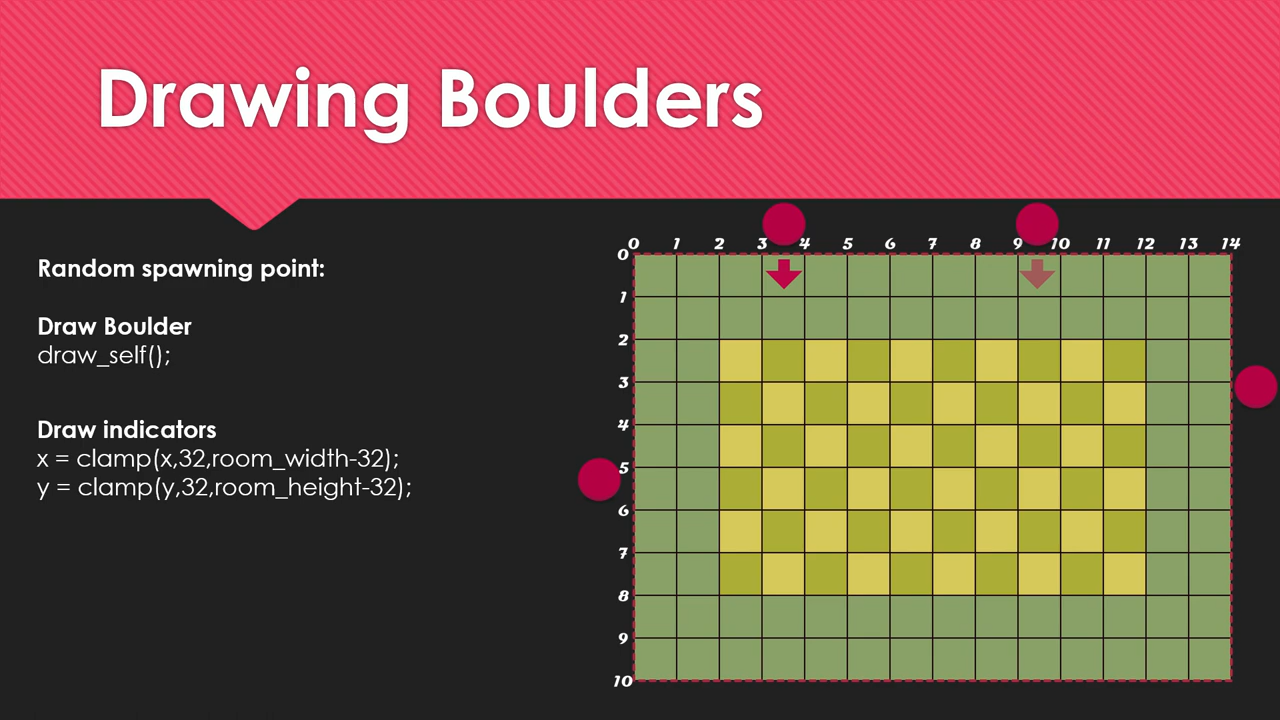 Drawing Boulders
Random spawning point:
Draw Boulder
draw_self();
Draw indicators
x = clamp(x,32,room_width-32);
y = clamp(y,32,room_height-32);
0 1 2 3 4 5 6 7 8 9 10 11 12 13 14
0
1
2
3
4
5
6
7
8
9
10